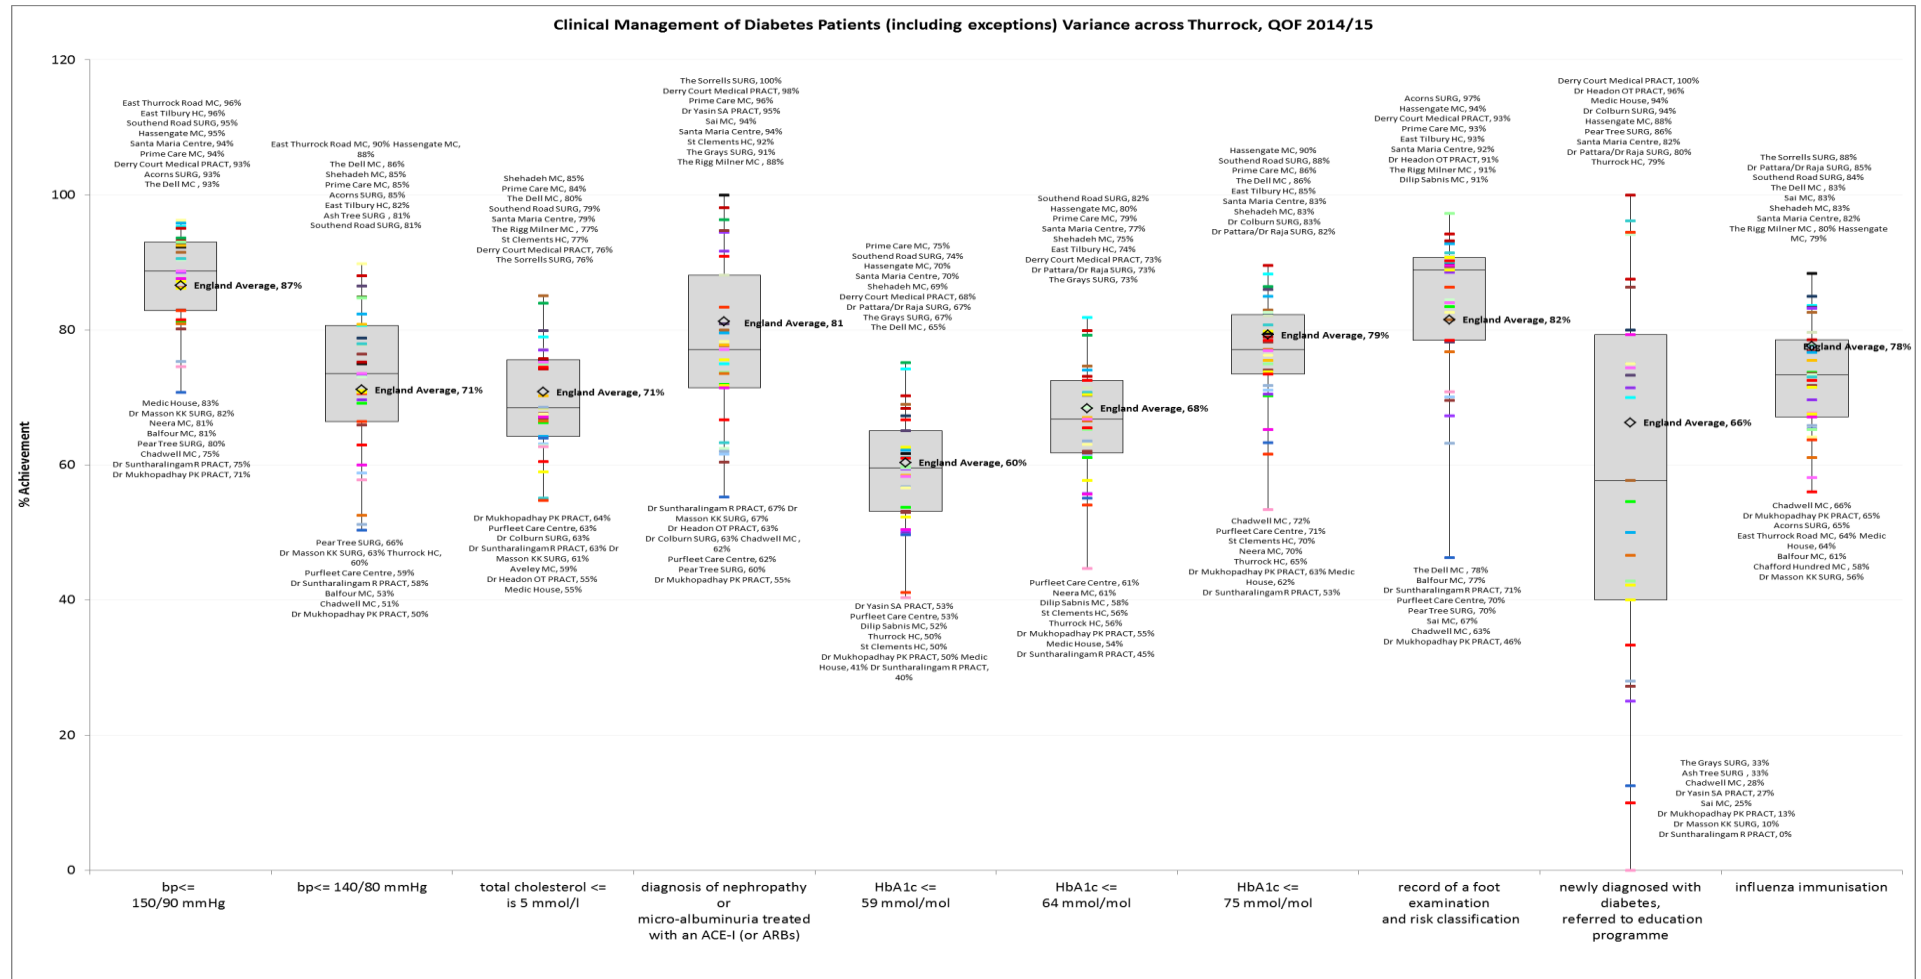 Clinical Management of Diabetes Patients (including exceptions) Variance across Thurrock, QOF 2014/15
% Achievement
120
100
80
60
40
20
0
East Thurrock Road MC, 96%
East Tilbury HC, 96%
Southend Road SURG, 95%
Hassengate MC, 95%
Santa Maria Centre, 94%
Prime Care MC, 94%
Derry Court Medical PRACT, 93%
Acorns SURG, 93%
The Dell MC , 93%
England Average, 87%
Medic House, 83%
Dr Masson KK SURG, 82%
Neera MC, 81%
Balfour MC, 81%
Pear Tree SURG, 80%
Chadwell MC, 75%
Dr Suntharalingam R PRACT, 75%
Dr Mukhopadhay PK PRACT, 71%
bp<=
150/90 mmHg
East Thurrock Road MC, 90% Hassengate MC,
88%
The Dell MC , 86%
Shehadeh MC, 85%
Prime Care MC, 85%
Acorns SURG, 85%
East Tilbury HC, 82%
Ash Tree SURG , 81%
Southend Road SURG, 81%
England Average, 71%
Pear Tree SURG, 66%
Dr Masson KK SURG, 63% Thurrock HC,
60%
Purfleet Care Centre, 59%
Dr Suntharalingam R PRACT, 58%
Balfour MC, 53%
Chadwell MC , 51%
Dr Mukhopadhay PK PRACT, 50%
bp<= 140/80 mmHg
Shehadeh MC, 85%
Prime Care MC, 84%
The Dell MC , 80%
Southend Road SURG, 79%
Santa Maria Centre, 79%
The Rigg Milner MC , 77%
St Clements HC, 77%
Derry Court Medical PRACT, 76%
The Sorrells SURG, 76%
England Average, 71%
Dr Mukhopadhay PK PRACT, 64%
Purfleet Care Centre, 63%
Dr Colburn SURG, 63%
Dr Suntharalingam R PRACT, 63% Dr
Masson KK SURG, 61%
Aveley MC, 59%
Dr Headon OT PRACT, 55%
Medic House, 55%
total cholesterol <=
is 5 mmol/l
The Sorrells SURG, 100%
Derry Court Medical PRACT, 98%
Prime Care MC, 96%
Dr Yasin SA PRACT, 95%
Sai MC, 94%
Santa Maria Centre, 94%
St Clements HC, 92%
The Grays SURG, 91%
The Rigg Milner MC , 88%
England Average, 81
Dr Suntharalingam R PRACT, 67% Dr
Masson KK SURG, 67%
Dr Headon OT PRACT, 63%
Dr Colburn SURG, 63% Chadwell MC ,
62%
Purfleet Care Centre, 62%
Pear Tree SURG, 60%
Dr Mukhopadhay PK PRACT, 55%
diagnosis of nephropathy
or
micro-albuminuria treated
with an ACE-I (or ARBs)
Prime Care MC, 75%
Southend Road SURG, 74%
Hassengate MC, 70%
Santa Maria Centre, 70%
Shehadeh MC, 69%
Derry Court Medical PRACT, 68%
Dr Pattara/Dr Raja SURG, 67%
The Grays SURG, 67%
The Dell MC , 65%
England Average, 60%
Dr Yasin SA PRACT, 53%
Purfleet Care Centre, 53%
Dilip Sabnis MC, 52%
Thurrock HC, 50%
St Clements HC, 50%
Dr Mukhopadhay PK PRACT, 50% Medic
House, 41% Dr Suntharalingam R PRACT,
40%
HbA1c <=
59 mmol/mol
Southend Road SURG, 82%
Hassengate MC, 80%
Prime Care MC, 79%
Santa Maria Centre, 77%
Shehadeh MC, 75%
East Tilbury HC, 74%
Derry Court Medical PRACT, 73%
Dr Pattara/Dr Raja SURG, 73%
The Grays SURG, 73%
England Average, 68%
Purfleet Care Centre, 61%
Neera MC, 61%
Dilip Sabnis MC, 58%
St Clements HC, 56%
Thurrock HC, 56%
Dr Mukhopadhay PK PRACT, 55%
Medic House, 54%
Dr Suntharalingam R PRACT, 45%
HbA1c <=
64 mmol/mol
Hassengate MC, 90%
Southend Road SURG, 88%
Prime Care MC, 86%
The Dell MC , 86%
East Tilbury HC, 85%
Santa Maria Centre, 83%
Shehadeh MC, 83%
Dr Colburn SURG, 83%
Dr Pattara/Dr Raja SURG, 82%
England Average, 79%
Chadwell MC , 72%
Purfleet Care Centre, 71%
St Clements HC, 70%
Neera MC, 70%
Thurrock HC, 65%
Dr Mukhopadhay PK PRACT, 63% Medic
House, 62%
Dr Suntharalingam R PRACT, 53%
HbA1c <=
75 mmol/mol
Acorns SURG, 97%
Hassengate MC, 94%
Derry Court Medical PRACT, 93%
Prime Care MC, 93%
East Tilbury HC, 93%
Santa Maria Centre, 92%
Dr Headon OT PRACT, 91%
The Rigg Milner MC , 91%
Dilip Sabnis MC, 91%
England Average, 82%
The Dell MC , 78%
Balfour MC, 77%
Dr Suntharalingam R PRACT, 71%
Purfleet Care Centre, 70%
Pear Tree SURG, 70%
Sai MC, 67%
Chadwell MC , 63%
Dr Mukhopadhay PK PRACT, 46%
record of a foot
examination
and risk classification
Derry Court Medical PRACT, 100%
Dr Headon OT PRACT, 96%
Medic House, 94%
Dr Colburn SURG, 94%
Hassengate MC, 88%
Pear Tree SURG, 86%
Santa Maria Centre, 82%
Dr Pattara/Dr Raja SURG, 80%
Thurrock HC, 79%
England Average, 66%
The Grays SURG, 33%
Ash Tree SURG , 33%
Chadwell MC , 28%
Dr Yasin SA PRACT, 27%
Sai MC, 25%
Dr Mukhopadhay PK PRACT, 13%
Dr Masson KK SURG, 10%
Dr Suntharalingam R PRACT, 0%
newly diagnosed with
diabetes,
referred to education
programme
The Sorrells SURG, 88%
Dr Pattara/Dr Raja SURG, 85%
Southend Road SURG, 84%
The Dell MC , 83%
Sai MC, 83%
Shehadeh MC, 83%
Santa Maria Centre, 82%
The Rigg Milner MC , 80% Hassengate
MC, 79%
England Average, 78%
Chadwell MC , 66%
Dr Mukhopadhay PK PRACT, 65%
Acorns SURG, 65%
East Thurrock Road MC, 64% Medic
House, 64%
Balfour MC, 61%
Chafford Hundred MC , 58%
Dr Masson KK SURG, 56%
influenza immunisation